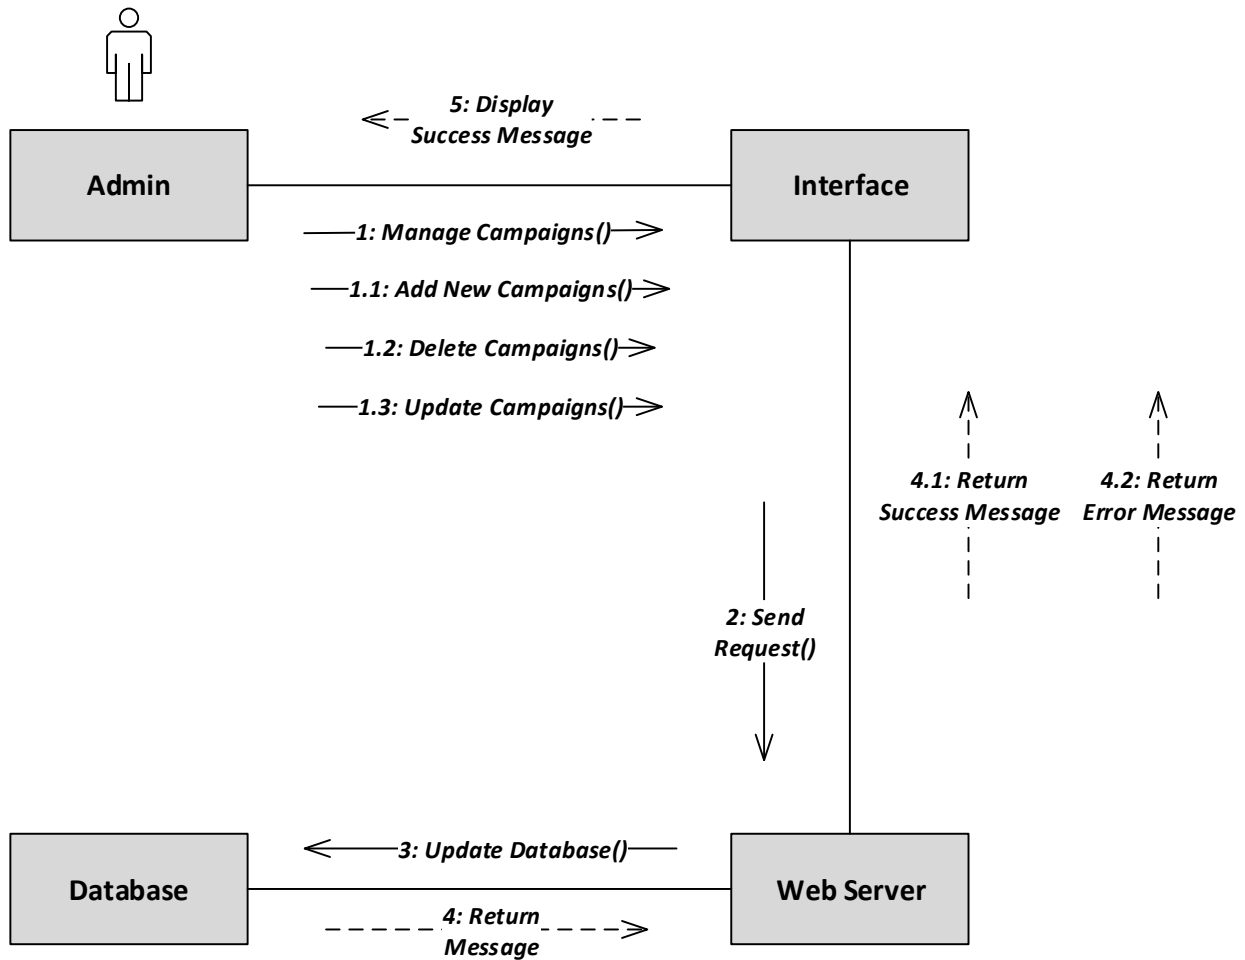 5: Display
Success Message
Admin
Interface
1: Manage Campaigns()
1.1: Add New Campaigns()
1.2: Delete Campaigns()
1.3: Update Campaigns()
4.1: Return
Success Message
4.2: Return
Error Message
2: Send
Request()
3: Update Database()
Database
Web Server
4: Return
Message